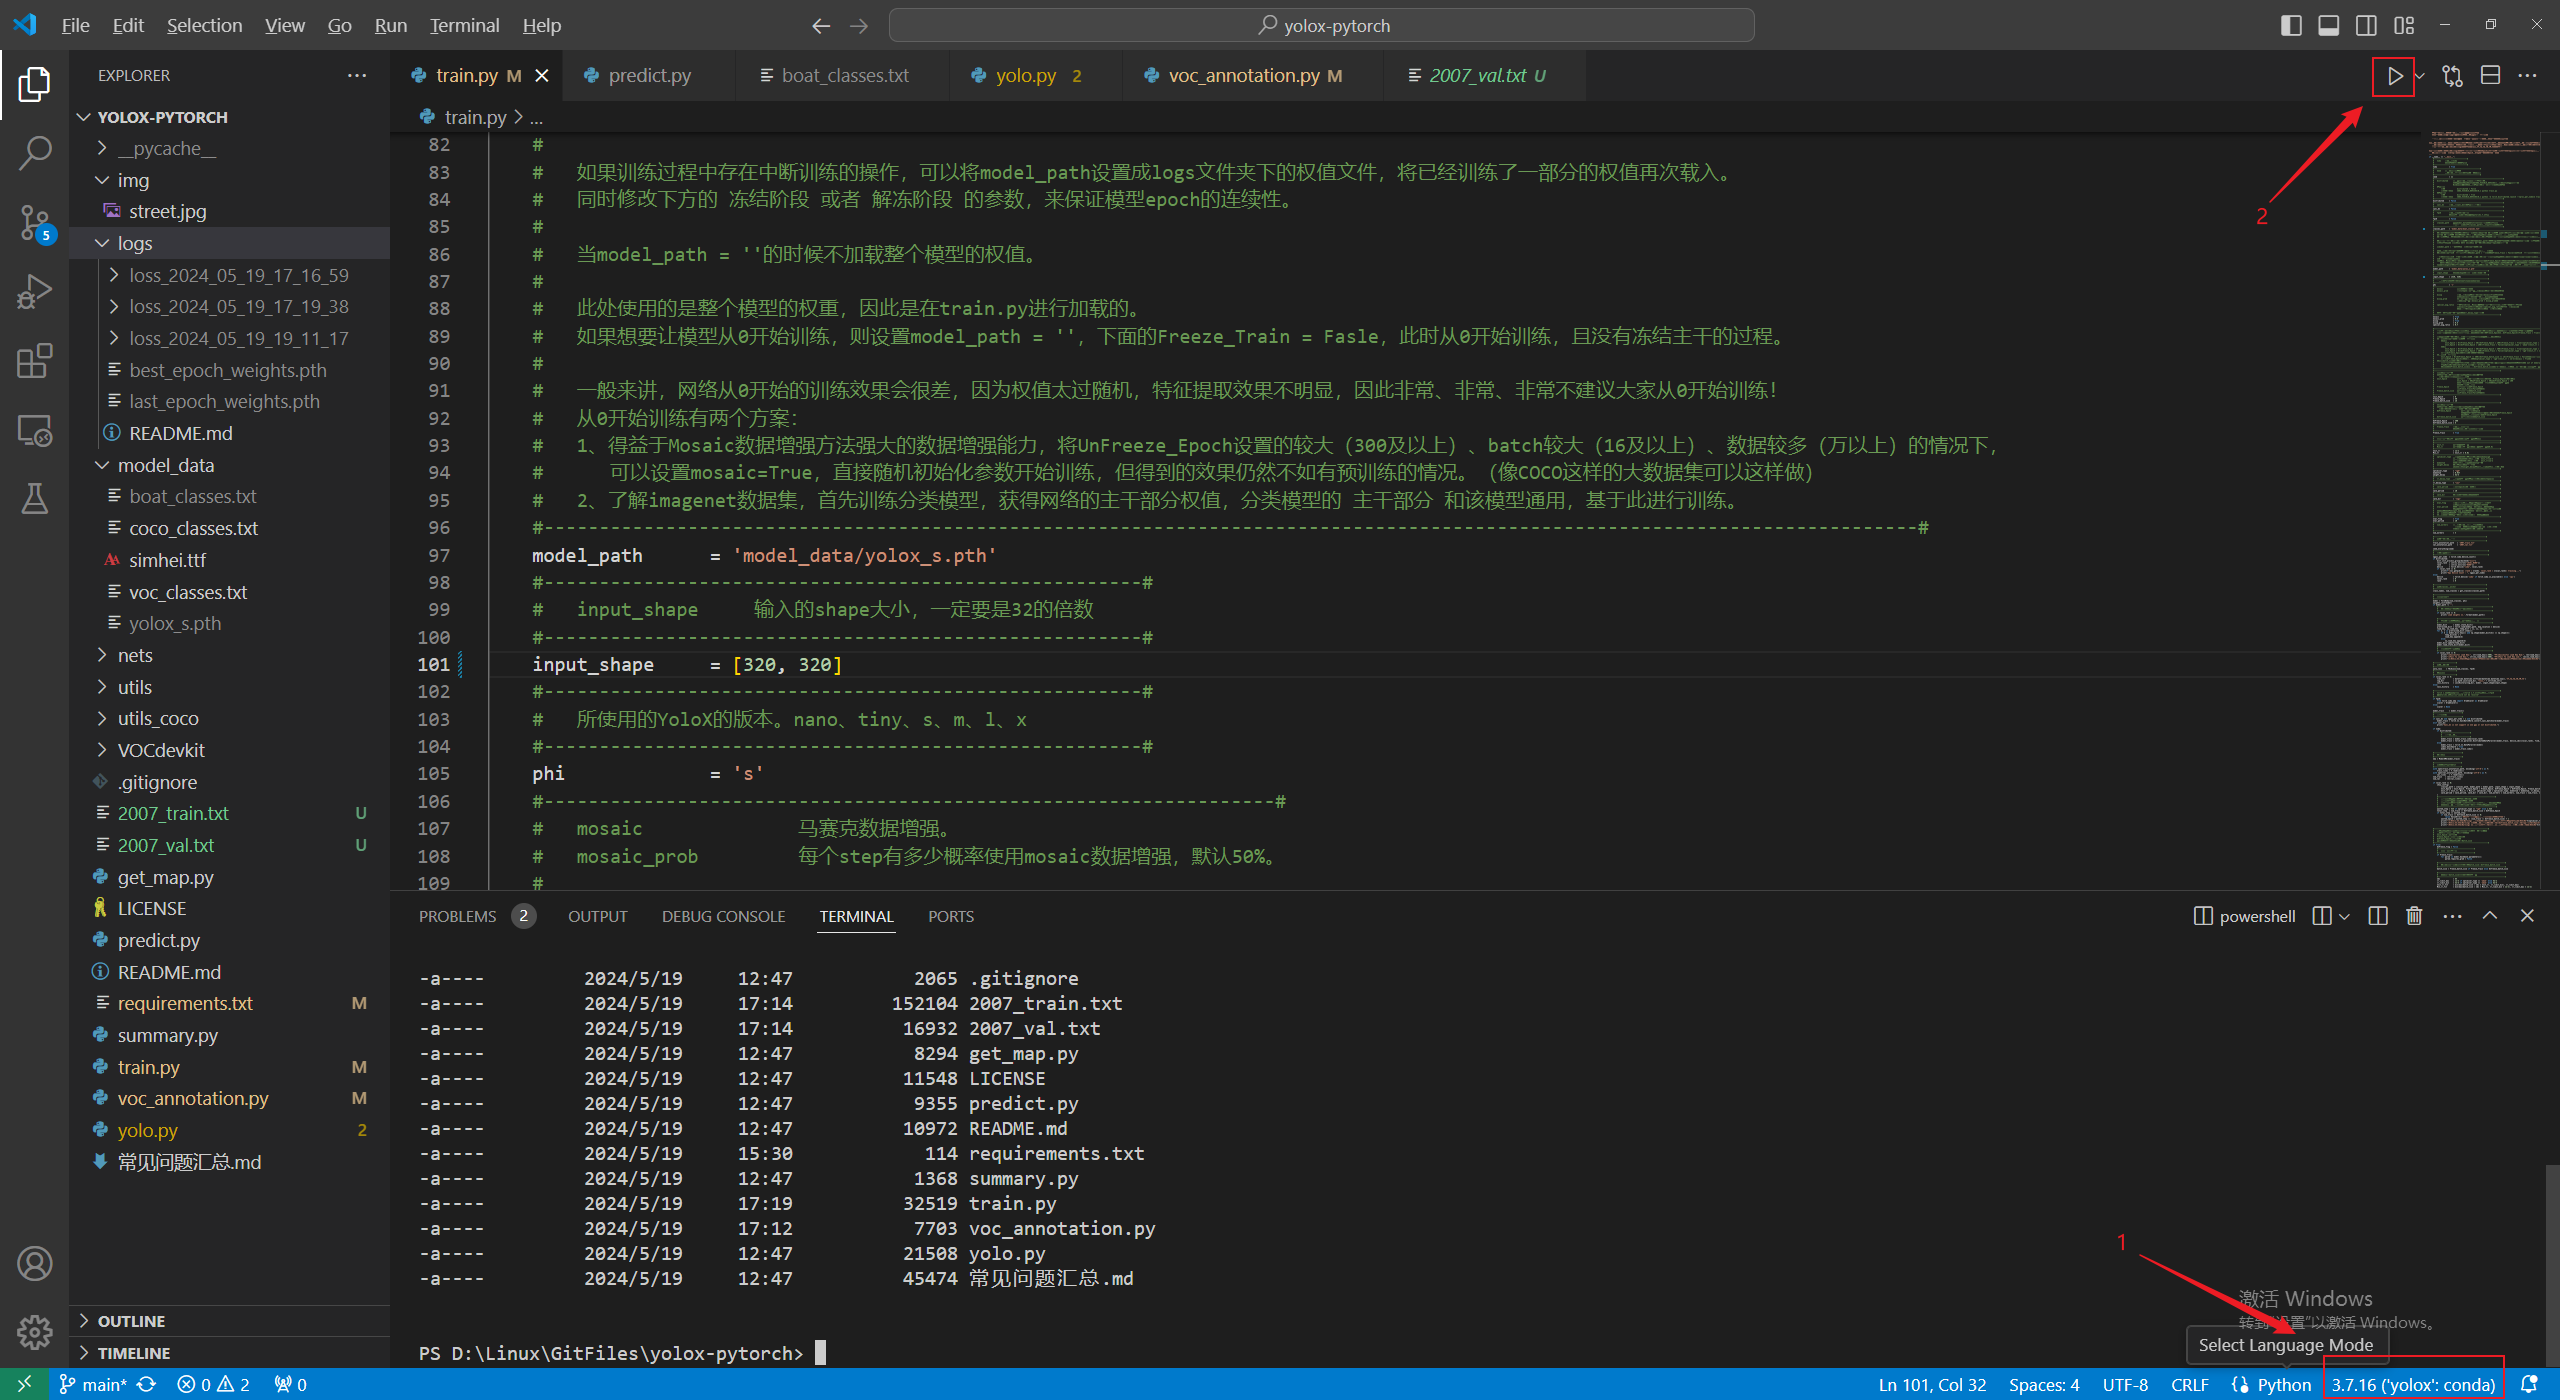 File Edit Selection View Go Run Terminal Help
yolox-pytorch
EXPLORER
YOLOX-PYTORCH
__pycache__
img
street.jpg
logs
loss_2024_05_19_17_16_59
loss_2024_05_19_17_19_38
loss_2024_05_19_19_11_17
best_epoch_weights.pth
last_epoch_weights.pth
README.md
model_data
boat_classes.txt
coco_classes.txt
simhei.ttf
voc_classes.txt
yolox_s.pth
nets
utils
utils_coco
VOCdevkit
.gitignore
2007_train.txt U
2007_val.txt U
get_map.py
LICENSE
predict.py
README.md
requirements.txt M
summary.py
train.py M
voc_annotation.py M
yolo.py 2
常见问题汇总.md
OUTLINE
TIMELINE
5
train.py M predict.py boat_classes.txt yolo.py 2 voc_annotation.py M 2007_val.txt U
train.py > ...
82 #
83 # 如果训练过程中存在中断训练的操作，可以将model_path设置成logs文件夹下的权值文件，将已经训练了一部分的权值再次载入。
84 # 同时修改下方的 冻结阶段 或者 解冻阶段 的参数，来保证模型epoch的连续性。
85 #
86 # 当model_path = ''的时候不加载整个模型的权值。
87 #
88 # 此处使用的是整个模型的权重，因此是在train.py进行加载的。
89 # 如果想要让模型从0开始训练，则设置model_path = ''，下面的Freeze_Train = Fasle，此时从0开始训练，且没有冻结主干的过程。
90 #
91 # 一般来讲，网络从0开始的训练效果会很差，因为权值太过随机，特征提取效果不明显，因此非常、非常、非常不建议大家从0开始训练！
92 # 从0开始训练有两个方案：
93 # 1、得益于Mosaic数据增强方法强大的数据增强能力，将UnFreeze_Epoch设置的较大（300及以上）、batch较大（16及以上）、数据较多（万以上）的情况下，
94 # 可以设置mosaic=True，直接随机初始化参数开始训练，但得到的效果仍然不如有预训练的情况。（像COCO这样的大数据集可以这样做）
95 # 2、了解imagenet数据集，首先训练分类模型，获得网络的主干部分权值，分类模型的 主干部分 和该模型通用，基于此进行训练。
96 #----------------------------------------------------------------------------------------------------------------------------#
97 model_path = 'model_data/yolox_s.pth'
98 #------------------------------------------------------#
99 # input_shape 输入的shape大小，一定要是32的倍数
100 #------------------------------------------------------#
101 input_shape = [320, 320]
102 #------------------------------------------------------#
103 # 所使用的YoloX的版本。nano、tiny、s、m、l、x
104 #------------------------------------------------------#
105 phi = 's'
106 #------------------------------------------------------------------#
107 # mosaic 马赛克数据增强。
108 # mosaic_prob 每个step有多少概率使用mosaic数据增强，默认50%。
109 #
2
PROBLEMS 2 OUTPUT DEBUG CONSOLE TERMINAL PORTS
powershell
-a---- 2024/5/19 12:47 2065 .gitignore
-a---- 2024/5/19 17:14 152104 2007_train.txt
-a---- 2024/5/19 17:14 16932 2007_val.txt
-a---- 2024/5/19 12:47 8294 get_map.py
-a---- 2024/5/19 12:47 11548 LICENSE
-a---- 2024/5/19 12:47 9355 predict.py
-a---- 2024/5/19 12:47 10972 README.md
-a---- 2024/5/19 15:30 114 requirements.txt
-a---- 2024/5/19 12:47 1368 summary.py
-a---- 2024/5/19 17:19 32519 train.py
-a---- 2024/5/19 17:12 7703 voc_annotation.py
-a---- 2024/5/19 12:47 21508 yolo.py
-a---- 2024/5/19 12:47 45474 常见问题汇总.md
PS D:\Linux\GitFiles\yolox-pytorch>
1
激活 Windows
转到"设置"以激活 Windows。
Select Language Mode
main* 0 2 0
Ln 101, Col 32 Spaces: 4 UTF-8 CRLF Python 3.7.16 ('yolox': conda)